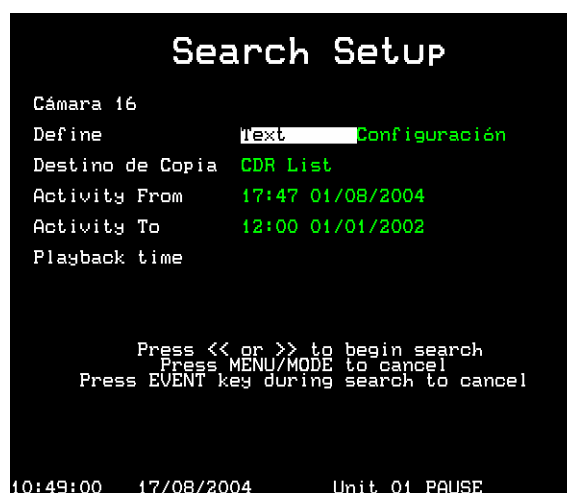 Search Setup
Cámara 16
Define Text Configuración
Destino de Copia CDR List
Activity From 17:47 01/08/2004
Activity To 12:00 01/01/2002
Playback time
Press << or >> to begin search
Press MENU/MODE to cancel
Press EVENT key during search to cancel
10:49:00 17/08/2004 Unit 01 PAUSE